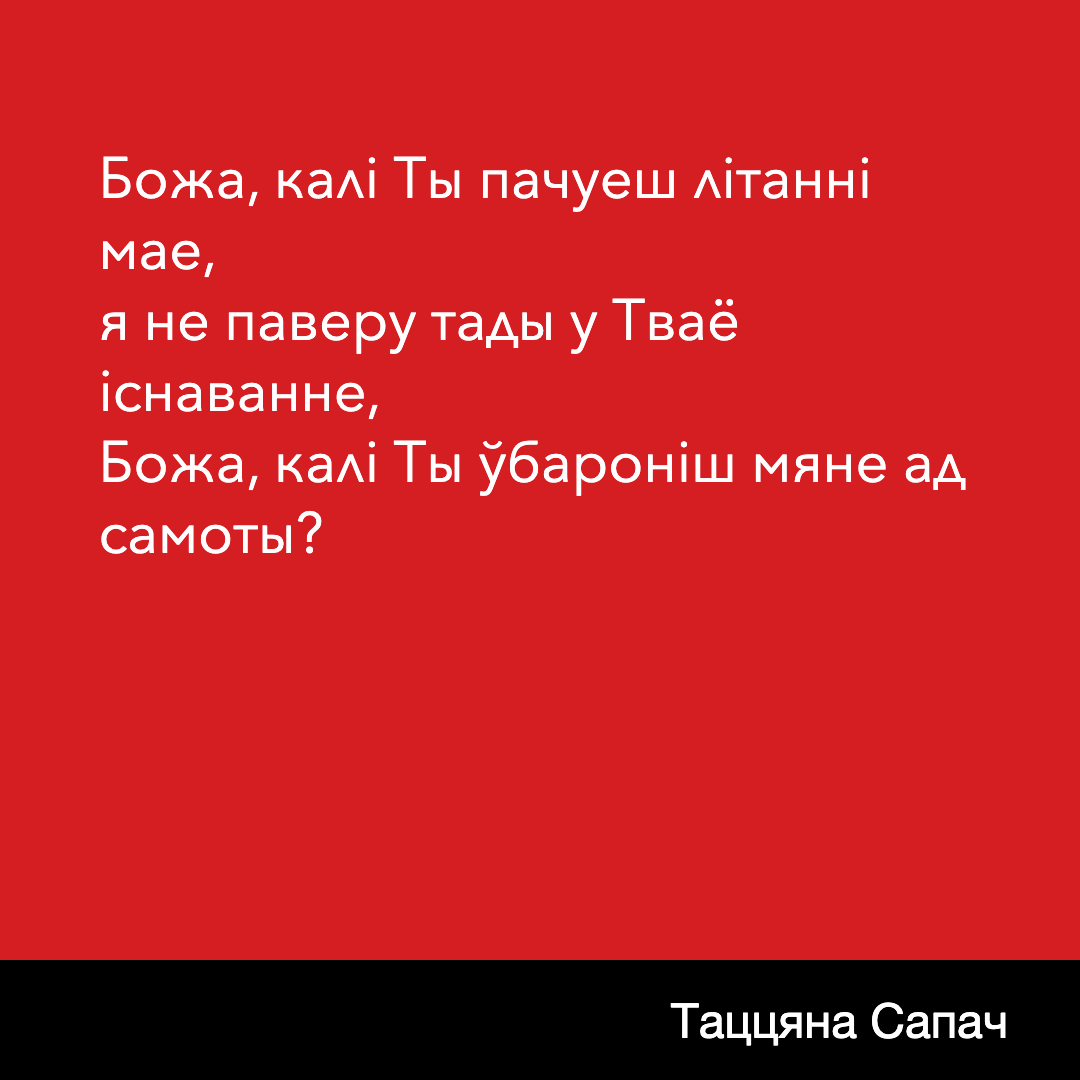 Божа, калі Ты пачуеш літанні
мае,
я не паверу тады у Тваё
існаванне,
Божа, калі Ты ўбароніш мяне ад
самоты?
Таццяна Сапач